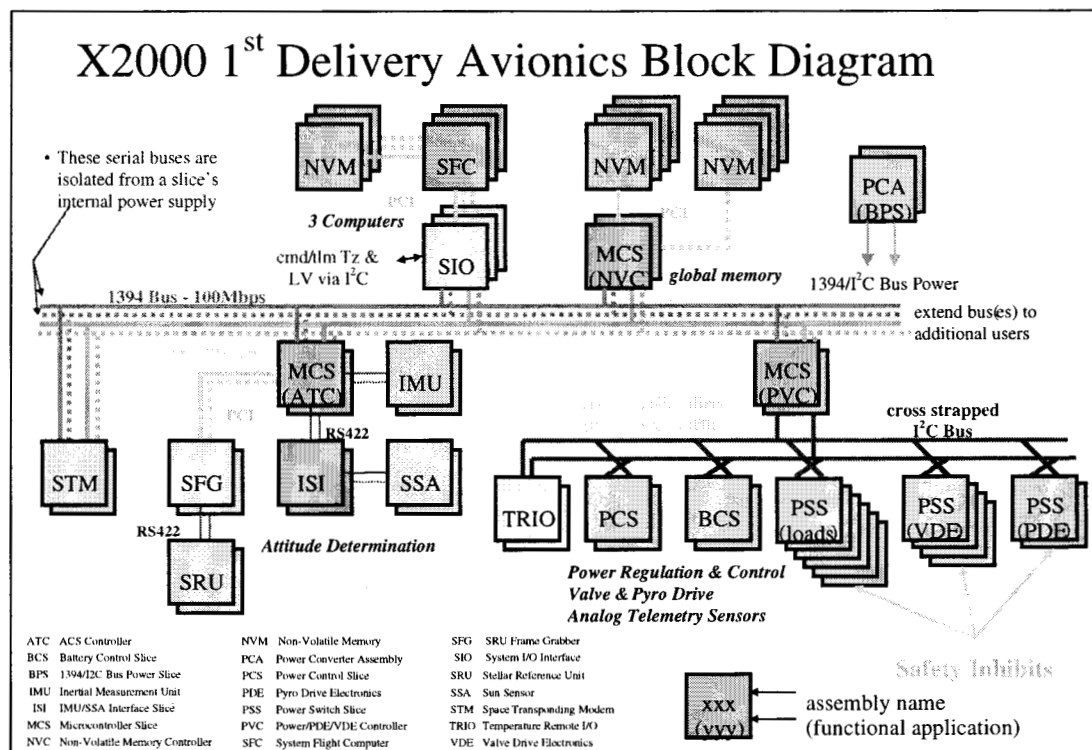 X2000 1st Delivery Avionics Block Diagram
• These serial buses are
isolated from a slice's
internal power supply
NVM
SFC
NVM
NVM
PCA
(BPS)
PCI
PCI
3 Computers
cmd/tlm Tz &
LV via I2C
SIO
MCS
(NVC)
global memory
1394/I2C Bus Power
1394 Bus - 100Mbps
extend bus(es) to
additional users
MCS
(ATC)
IMU
MCS
(PVC)
PCI
RS422
cross strapped
I2C Bus
STM
SFG
ISI
SSA
TRIO
PCS
BCS
PSS
(loads)
PSS
(VDE)
PSS
(PDE)
RS422
Attitude Determination
SRU
Power Regulation & Control
Valve & Pyro Drive
Analog Telemetry Sensors
Safety Inhibits
ATC ACS Controller
BCS Battery Control Slice
BPS 1394/I2C Bus Power Slice
IMU Inertial Measurement Unit
ISI IMU/SSA Interface Slice
MCS Microcontroller Slice
NVC Non-Volatile Memory Controller
NVM Non-Volatile Memory
PCA Power Converter Assembly
PCS Power Control Slice
PDE Pyro Drive Electronics
PSS Power Switch Slice
PVC Power/PDE/VDE Controller
SFC System Flight Computer
SFG SRU Frame Grabber
SIO System I/O Interface
SRU Stellar Reference Unit
SSA Sun Sensor
STM Space Transponding Modem
TRIO Temperature Remote I/O
VDE Valve Drive Electronics
xxx
(yyy)
assembly name
(functional application)